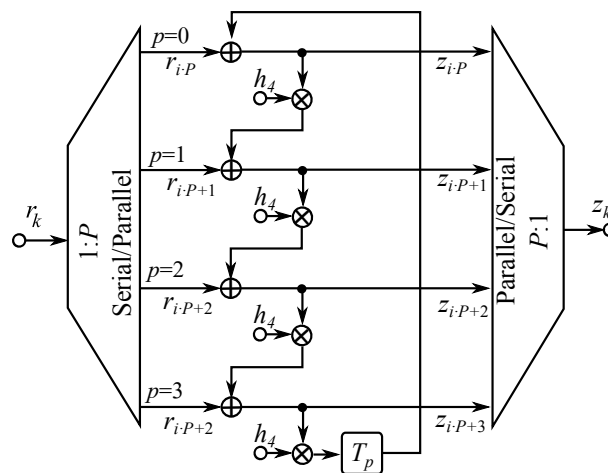 p=0
r_{i·P}
z_{i·P}
h_4
p=1
r_{i·P+1}
z_{i·P+1}
r_k
1:P
Serial/Parallel
h_4
Parallel/Serial
P:1
z_k
p=2
r_{i·P+2}
z_{i·P+2}
h_4
p=3
r_{i·P+2}
z_{i·P+3}
h_4
T_p